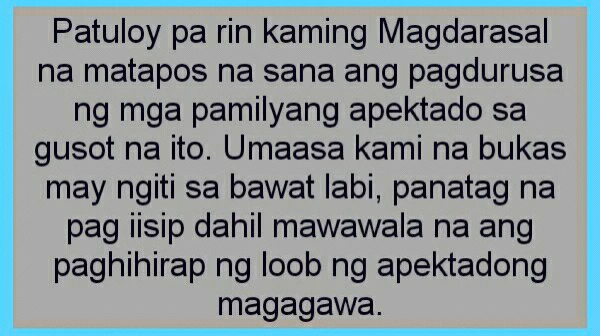 Patuloy pa rin kaming Magdarasal
na matapos na sana ang pagdurusa
ng mga pamilyang apektado sa
gusot na ito. Umaasa kami na bukas
may ngiti sa bawat labi, panatag na
pag iisip dahil mawawala na ang
paghihirap ng loob ng apektadong
magagawa.